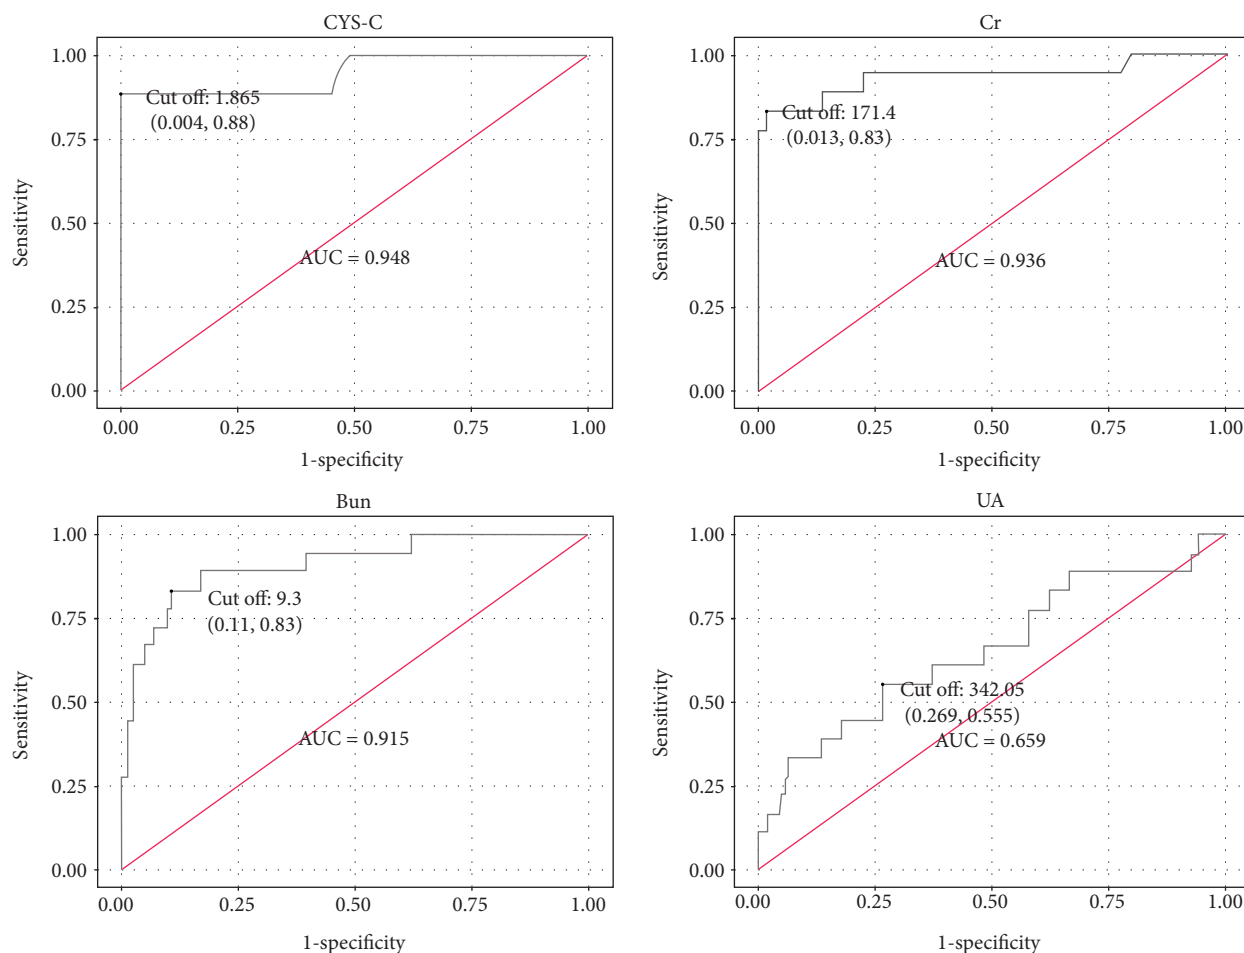 CYS-C
1.00
0.75
0.50
0.25
0.00
Sensitivity
Cut off: 1.865
(0.004, 0.88)
AUC = 0.948
0.00 0.25 0.50 0.75 1.00
1-specificity
Cr
1.00
0.75
0.50
0.25
0.00
Sensitivity
Cut off: 171.4
(0.013, 0.83)
AUC = 0.936
0.00 0.25 0.50 0.75 1.00
1-specificity
Bun
1.00
0.75
0.50
0.25
0.00
Sensitivity
Cut off: 9.3
(0.11, 0.83)
AUC = 0.915
0.00 0.25 0.50 0.75 1.00
1-specificity
UA
1.00
0.75
0.50
0.25
0.00
Sensitivity
Cut off: 342.05
(0.269, 0.555)
AUC = 0.659
0.00 0.25 0.50 0.75 1.00
1-specificity